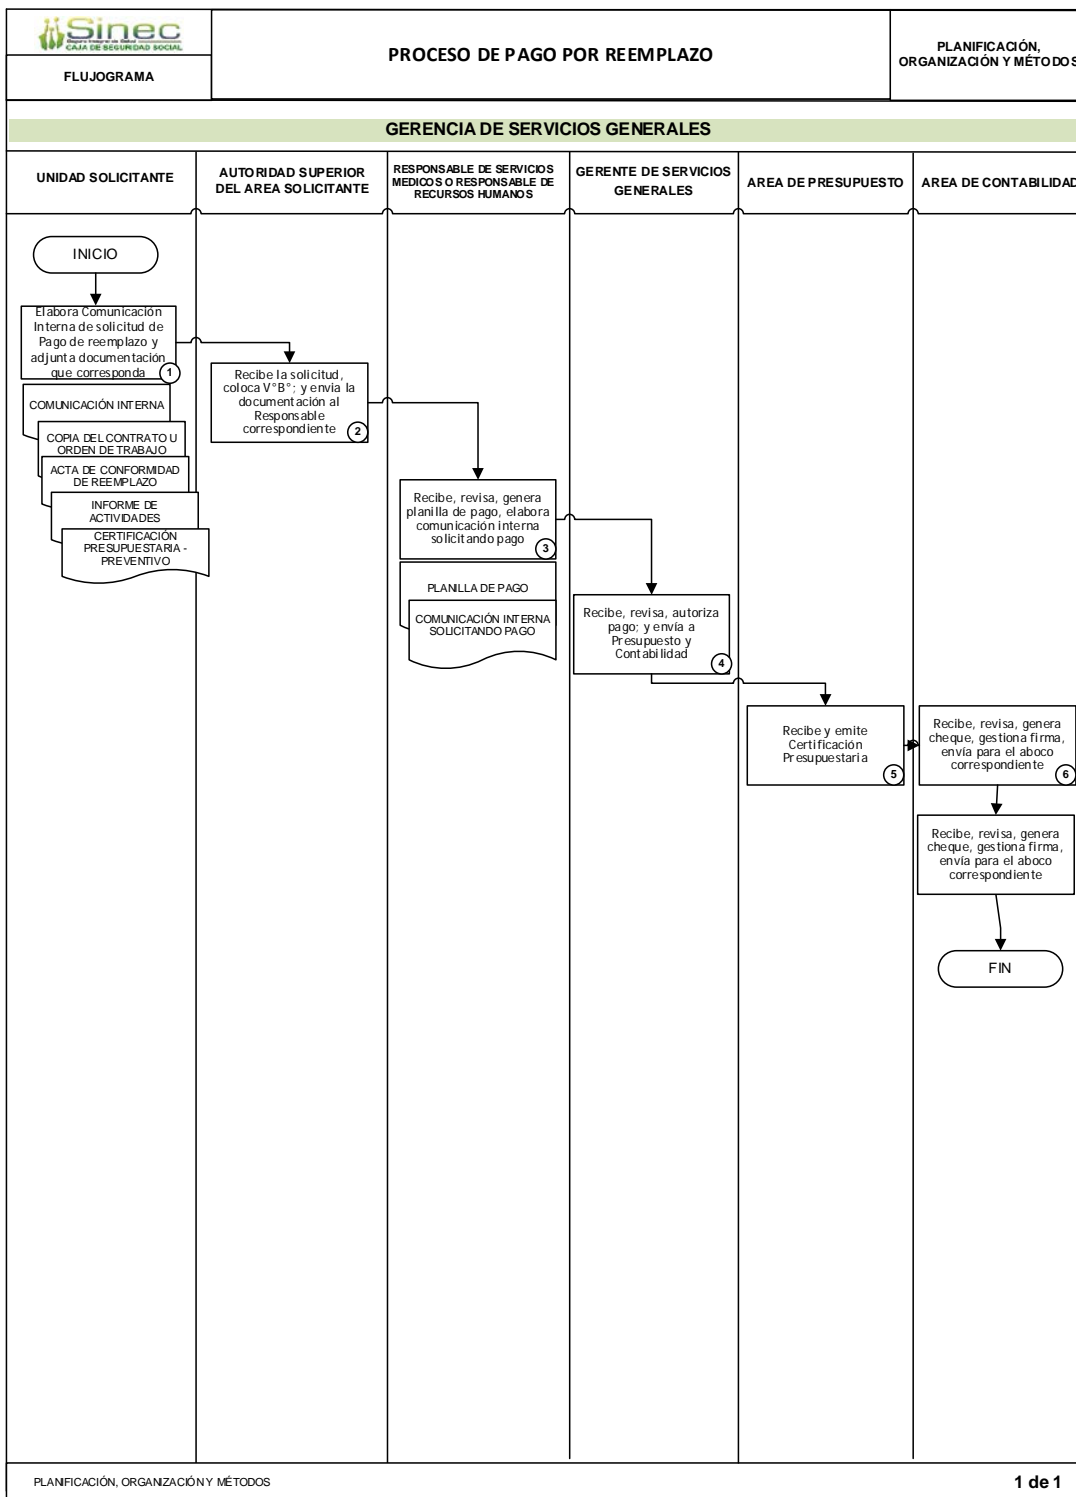 Sinec
Seguro Integral de Salud
CAJA DE SEGURIDAD SOCIAL
FLUJOGRAMA
PROCESO DE PAGO POR REEMPLAZO
PLANIFICACIÓN,
ORGANIZACIÓN Y MÉTODOS
GERENCIA DE SERVICIOS GENERALES
UNIDAD SOLICITANTE
AUTORIDAD SUPERIOR
DEL AREA SOLICITANTE
RESPONSABLE DE SERVICIOS
MEDICOS O RESPONSABLE DE
RECURSOS HUMANOS
GERENTE DE SERVICIOS
GENERALES
AREA DE PRESUPUESTO
AREA DE CONTABILIDAD
INICIO
Elabora Comunicación
Interna de solicitud de
Pago de reemplazo y
adjunta documentación
que corresponda
1
COMUNICACIÓN INTERNA
COPIA DEL CONTRATO U
ORDEN DE TRABAJO
ACTA DE CONFORMIDAD
DE REEMPLAZO
INFORME DE
ACTIVIDADES
CERTIFICACIÓN
PRESUPUESTARIA -
PREVENTIVO
Recibe la solicitud,
coloca V°B°; y envia la
documentación al
Responsable
correspondiente
2
Recibe, revisa, genera
planilla de pago, elabora
comunicación interna
solicitando pago
3
PLANILLA DE PAGO
COMUNICACIÓN INTERNA
SOLICITANDO PAGO
Recibe, revisa, autoriza
pago; y envía a
Presupuesto y
Contabilidad
4
Recibe y emite
Certificación
Presupuestaria
5
Recibe, revisa, genera
cheque, gestiona firma,
envía para el aboco
correspondiente
6
Recibe, revisa, genera
cheque, gestiona firma,
envía para el aboco
correspondiente
FIN
PLANIFICACIÓN, ORGANIZACIÓN Y MÉTODOS
1 de 1